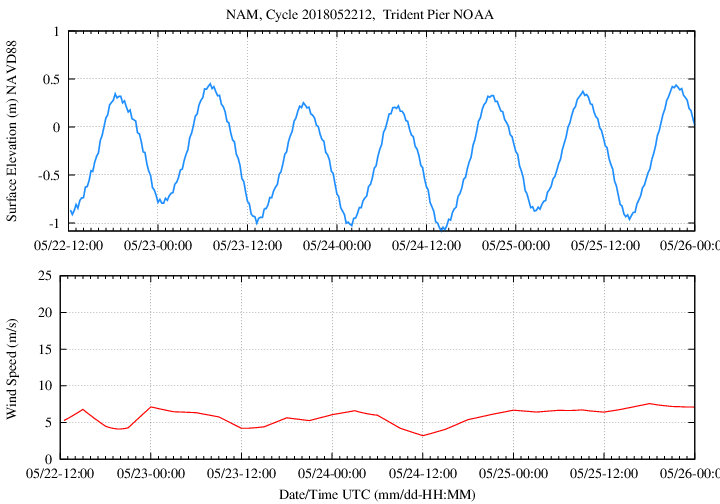 NAM, Cycle 2018052212,  Trident Pier NOAA
Surface Elevation (m) NAVD88
1
0.5
0
-0.5
-1
05/22-12:00 05/23-00:00 05/23-12:00 05/24-00:00 05/24-12:00 05/25-00:00 05/25-12:00 05/26-00:0
Wind Speed (m/s)
25
20
15
10
5
0
05/22-12:00 05/23-00:00 05/23-12:00 05/24-00:00 05/24-12:00 05/25-00:00 05/25-12:00 05/26-00:0
Date/Time UTC (mm/dd-HH:MM)